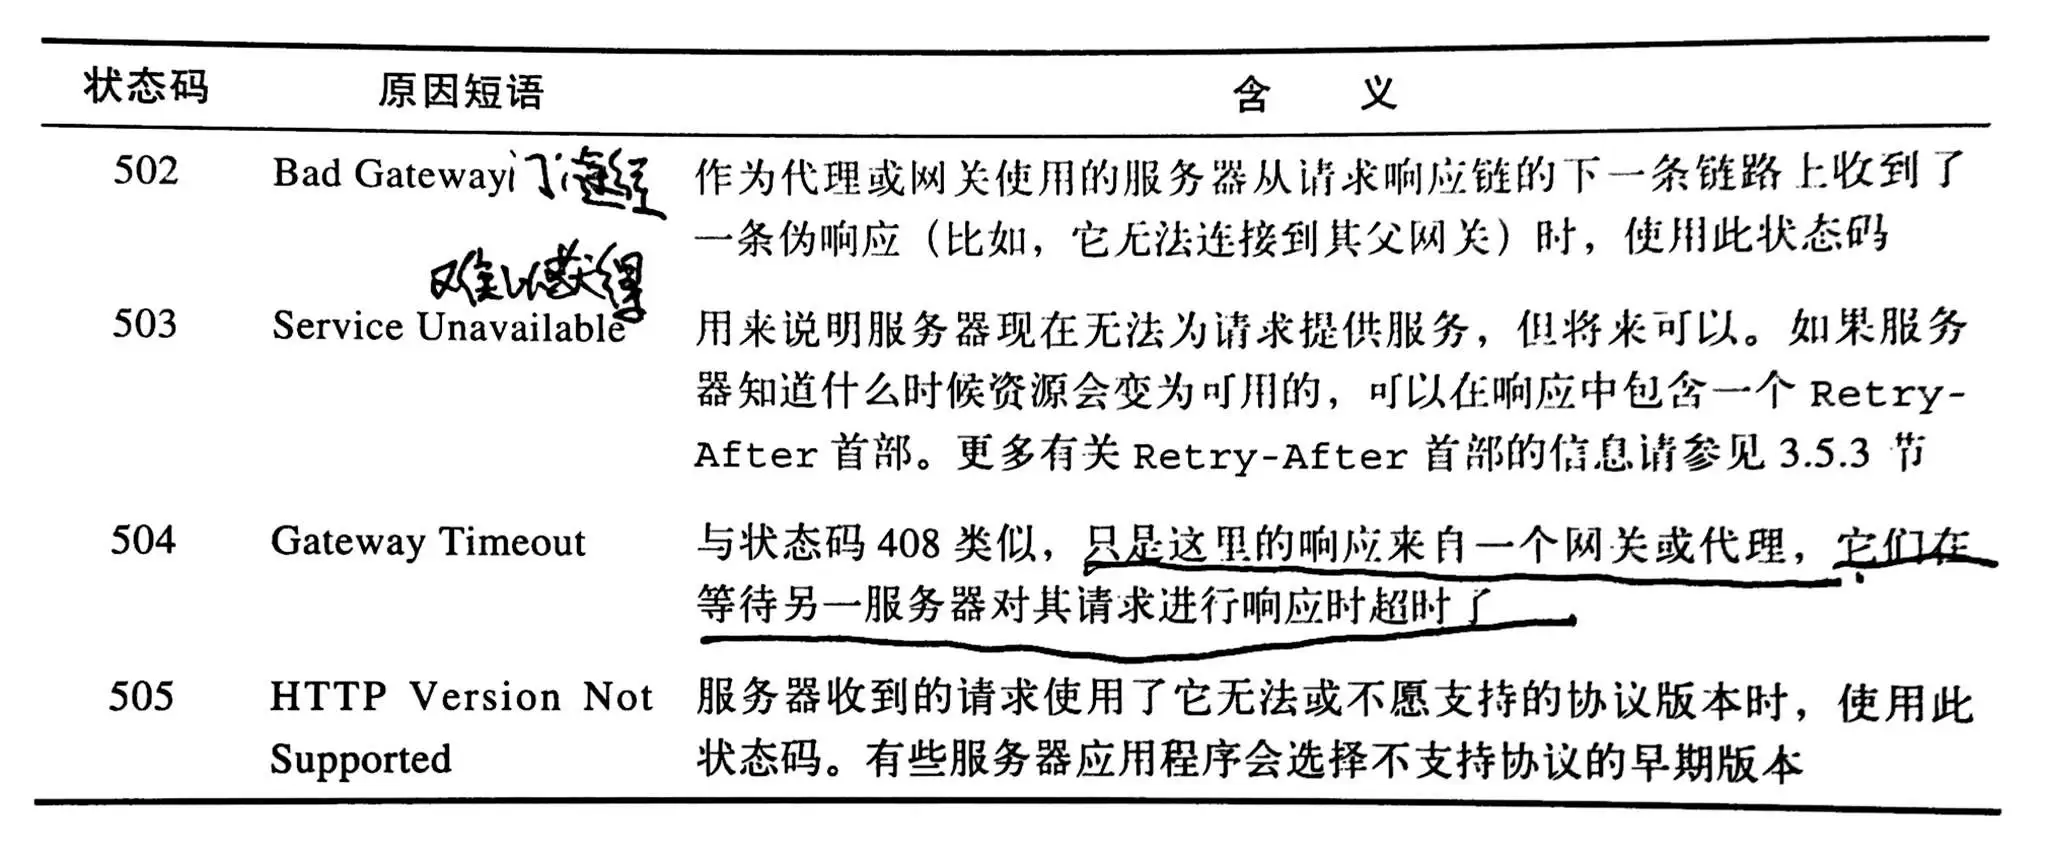 状态码 原因短语 含 义
502 Bad Gateway 门 作为代理或网关使用的服务器从请求响应链的下一条链路上收到了
一条伪响应（比如，它无法连接到其父网关）时，使用此状态码
难以获得
503 Service Unavailable 用来说明服务器现在无法为请求提供服务，但将来可以。如果服务
器知道什么时候资源会变为可用的，可以在响应中包含一个 Retry-
After 首部。更多有关 Retry-After 首部的信息请参见 3.5.3 节
504 Gateway Timeout 与状态码 408 类似，只是这里的响应来自一个网关或代理，它们在
等待另一服务器对其请求进行响应时超时了
505 HTTP Version Not 服务器收到的请求使用了它无法或不愿支持的协议版本时，使用此
Supported 状态码。有些服务器应用程序会选择不支持协议的早期版本